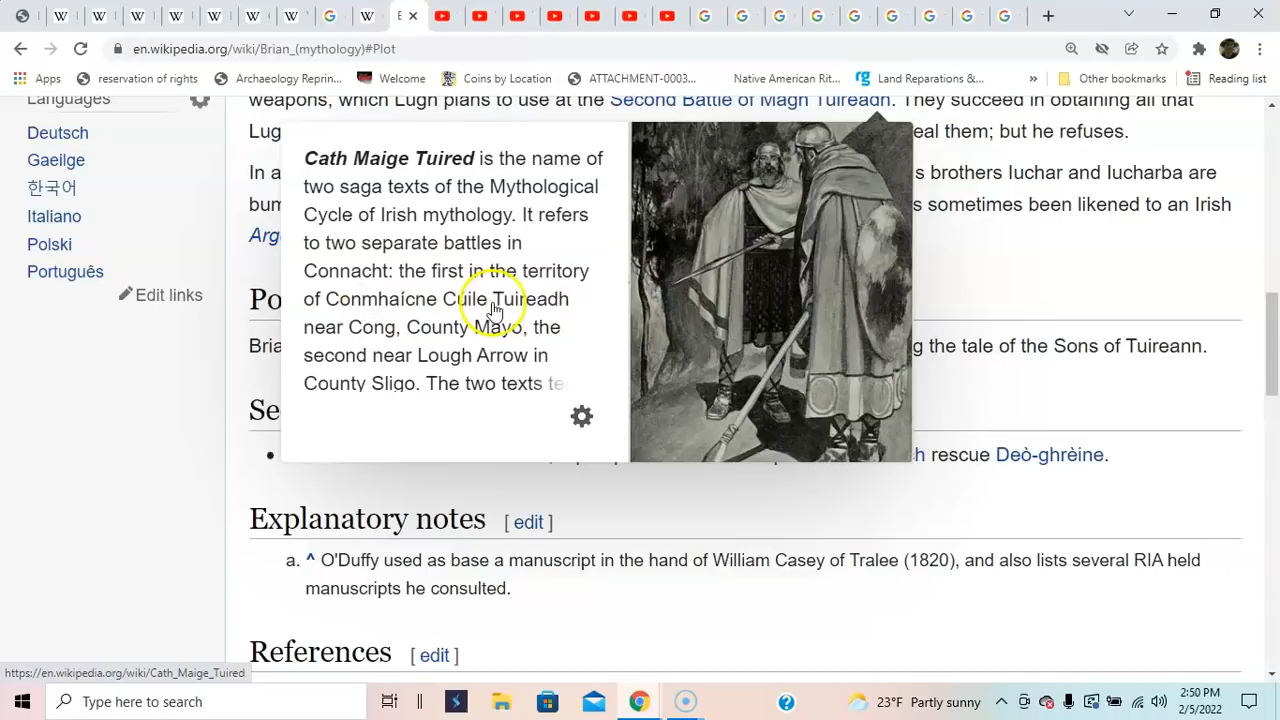 E
en.wikipedia.org/wiki/Brian_(mythology)#Plot
Apps
reservation of rights
Archaeology Reprin...
Welcome
Coins by Location
ATTACHMENT-0003...
Native American Rit...
Land Reparations &...
»
Other bookmarks
Reading list
Languages
Deutsch
Gaeilge
한국어
Italiano
Polski
Português
Edit links
weapons, which Lugh plans to use at the Second Battle of Magh Tuireadh. They succeed in obtaining all that
Lug
eal them; but he refuses.
In a
s brothers Iuchar and Iucharba are
bum
s sometimes been likened to an Irish
Arg
Cath Maige Tuired is the name of
two saga texts of the Mythological
Cycle of Irish mythology. It refers
to two separate battles in
Connacht: the first in the territory
of Conmhaícne Cuile Tuireadh
near Cong, County Mayo, the
second near Lough Arrow in
County Sligo. The two texts te
Po
Bria
g the tale of the Sons of Tuireann.
Se
h rescue Deò-ghrèine.
Explanatory notes [ edit ]
a. ^ O'Duffy used as base a manuscript in the hand of William Casey of Tralee (1820), and also lists several RIA held
manuscripts he consulted.
References [ edit ]
https://en.wikipedia.org/wiki/Cath_Maige_Tuired
Type here to search
23°F Partly sunny
2:50 PM
2/5/2022